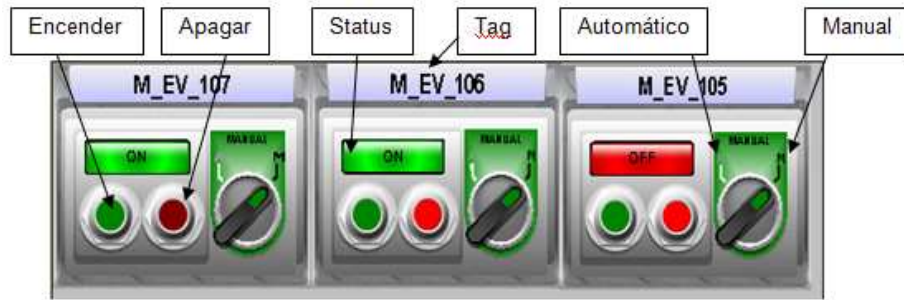 Encender Apagar Status Tag Automático Manual
M_EV_107 M_EV_106 M_EV_105
MANUAL MANUAL MANUAL
ON ON OFF
M M